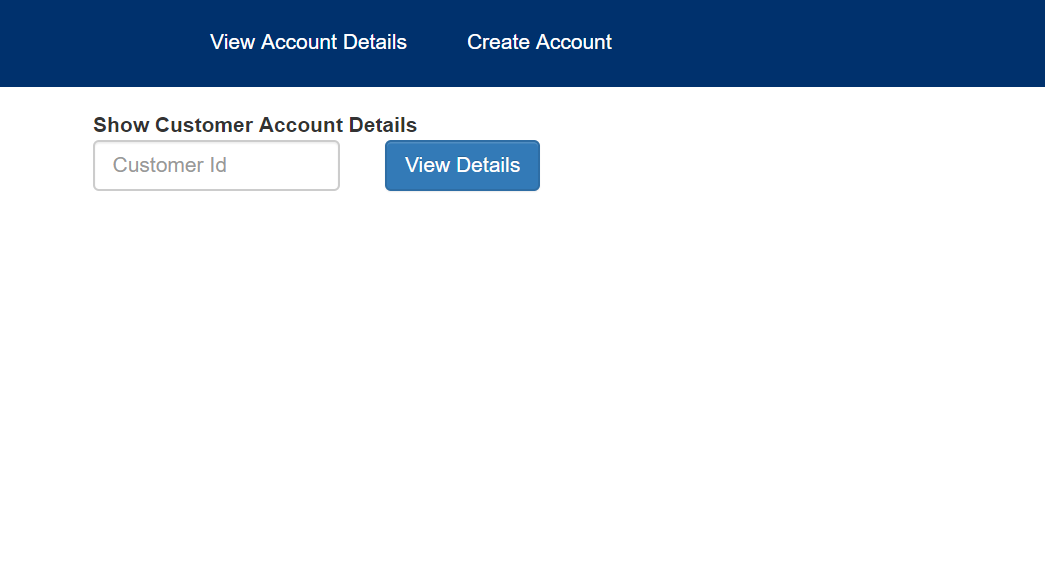 View Account Details Create Account
Show Customer Account Details
Customer Id View Details